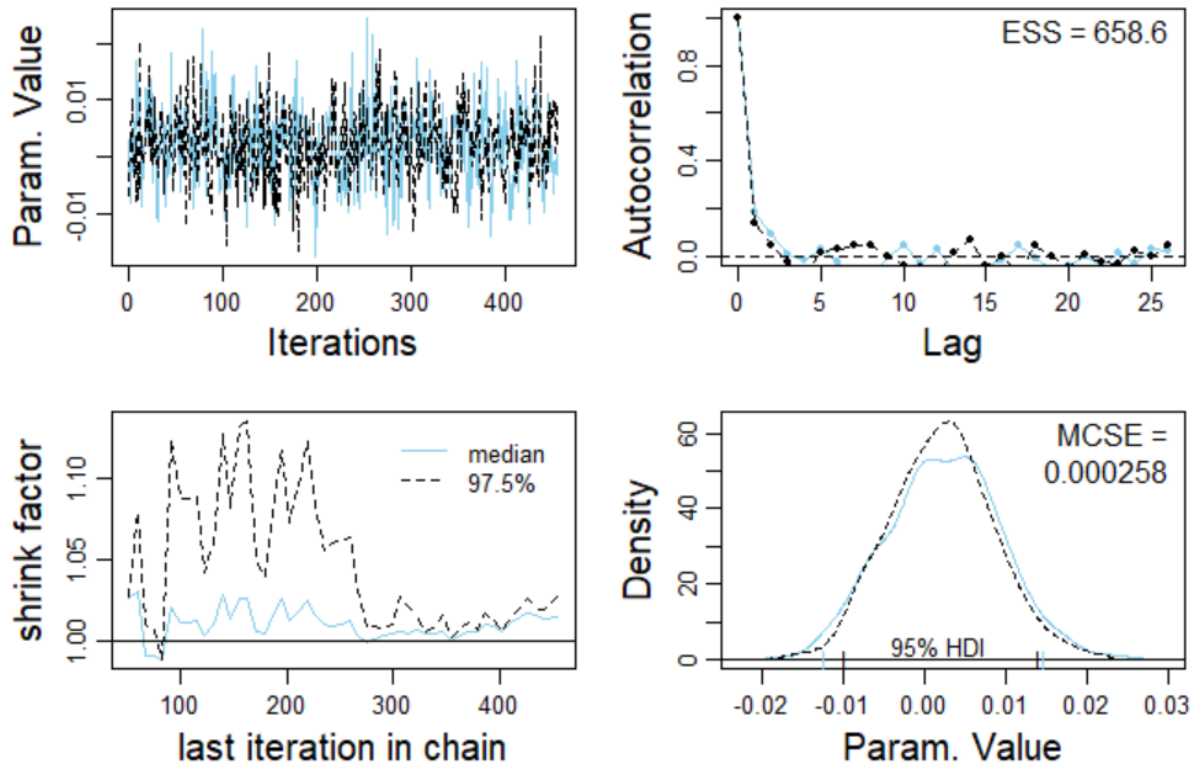 Param. Value
0.01
-0.01
0
100
200
300
400
Iterations
ESS = 658.6
Autocorrelation
0.8
0.4
0.0
0
5
10
15
20
25
Lag
shrink factor
1.10
1.05
1.00
median
97.5%
100
200
300
400
last iteration in chain
MCSE =
0.000258
Density
60
40
20
0
95% HDI
-0.02
-0.01
0.00
0.01
0.02
0.03
Param. Value